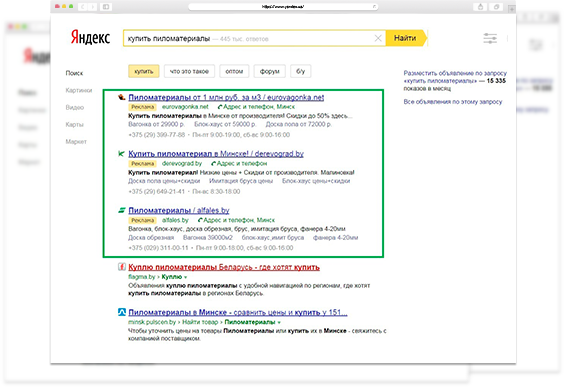 https://www.yandex.ua/
Яндекс
купить пиломатериалы — 445 тыс. ответов
Найти
купить что это такое оптом форум б/у
Поиск
Картинки
Видео
Карты
Маркет
Пиломатериалы от 1 млн руб. за м3 / eurovagonka.net
Реклама eurovagonka.net Адрес и телефон, Минск
Купить пиломатериалы в Минске от производителя! Скидки до 50% здесь...
Вагонка от 29900 р. Блок-хаус от 59000 р. Доска пола от 72000 р.
+375 (29) 399-77-88 · Пн-чт 9:00-19:00, сб-вс 9:00-16:00
Купить пиломатериал в Минске! / derevograd.by
Реклама derevograd.by Адрес и телефон, Минск
Купить пиломатериал! Низкие цены + Скидки от производителя. Малиновка!
Доска пола цены+скидки Имитация бруса цены Блок-хаус цены+скидки
+375 (29) 649-21-41 · Пн-вс 8:30-18:00
Пиломатериалы / alfales.by
Реклама alfales.by Адрес и телефон, Минск
Вагонка, блок-хаус, доска обрезная, брус, имитация бруса, фанера 4-20мм
Доска обрезная Вагонка 39000м2 блок-хаус,имит.бруса фанера 4-20мм
+375 (029) 311-00-11 · Пн-пт 9:00-18:00, сб-вс 9:00-16:00
Куплю пиломатериалы Беларусь - где хотят купить
flagma.by › Куплю
Объявления куплю пиломатериалы с удобной навигацией по регионам, где хотят
купить пиломатериалы в регионах Беларусь.
Пиломатериалы в Минске - сравнить цены и купить у 151...
minsk.pulscen.by › Найти товар › Пиломатериалы
Чтобы уточнить цены на товары Пиломатериалы или купить их в Минске - свяжитесь с
компанией поставщиком.
Разместить объявление по запросу
«купить пиломатериалы» — 15 335
показов в месяц
Все объявления по этому запросу